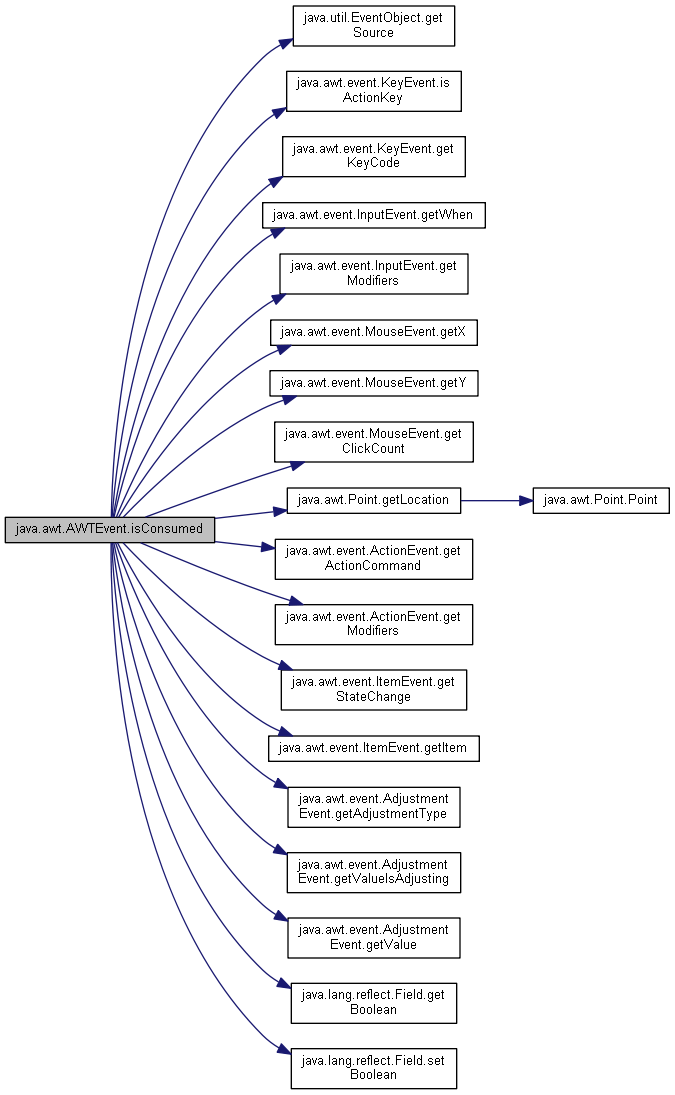 java.util.EventObject.get
Source
java.awt.event.KeyEvent.is
ActionKey
java.awt.event.KeyEvent.get
KeyCode
java.awt.event.InputEvent.getWhen
java.awt.event.InputEvent.get
Modifiers
java.awt.event.MouseEvent.getX
java.awt.event.MouseEvent.getY
java.awt.event.MouseEvent.get
ClickCount
java.awt.Point.getLocation
java.awt.Point.Point
java.awt.AWTEvent.isConsumed
java.awt.event.ActionEvent.get
ActionCommand
java.awt.event.ActionEvent.get
Modifiers
java.awt.event.ItemEvent.get
StateChange
java.awt.event.ItemEvent.getItem
java.awt.event.Adjustment
Event.getAdjustmentType
java.awt.event.Adjustment
Event.getValueIsAdjusting
java.awt.event.Adjustment
Event.getValue
java.lang.reflect.Field.get
Boolean
java.lang.reflect.Field.set
Boolean